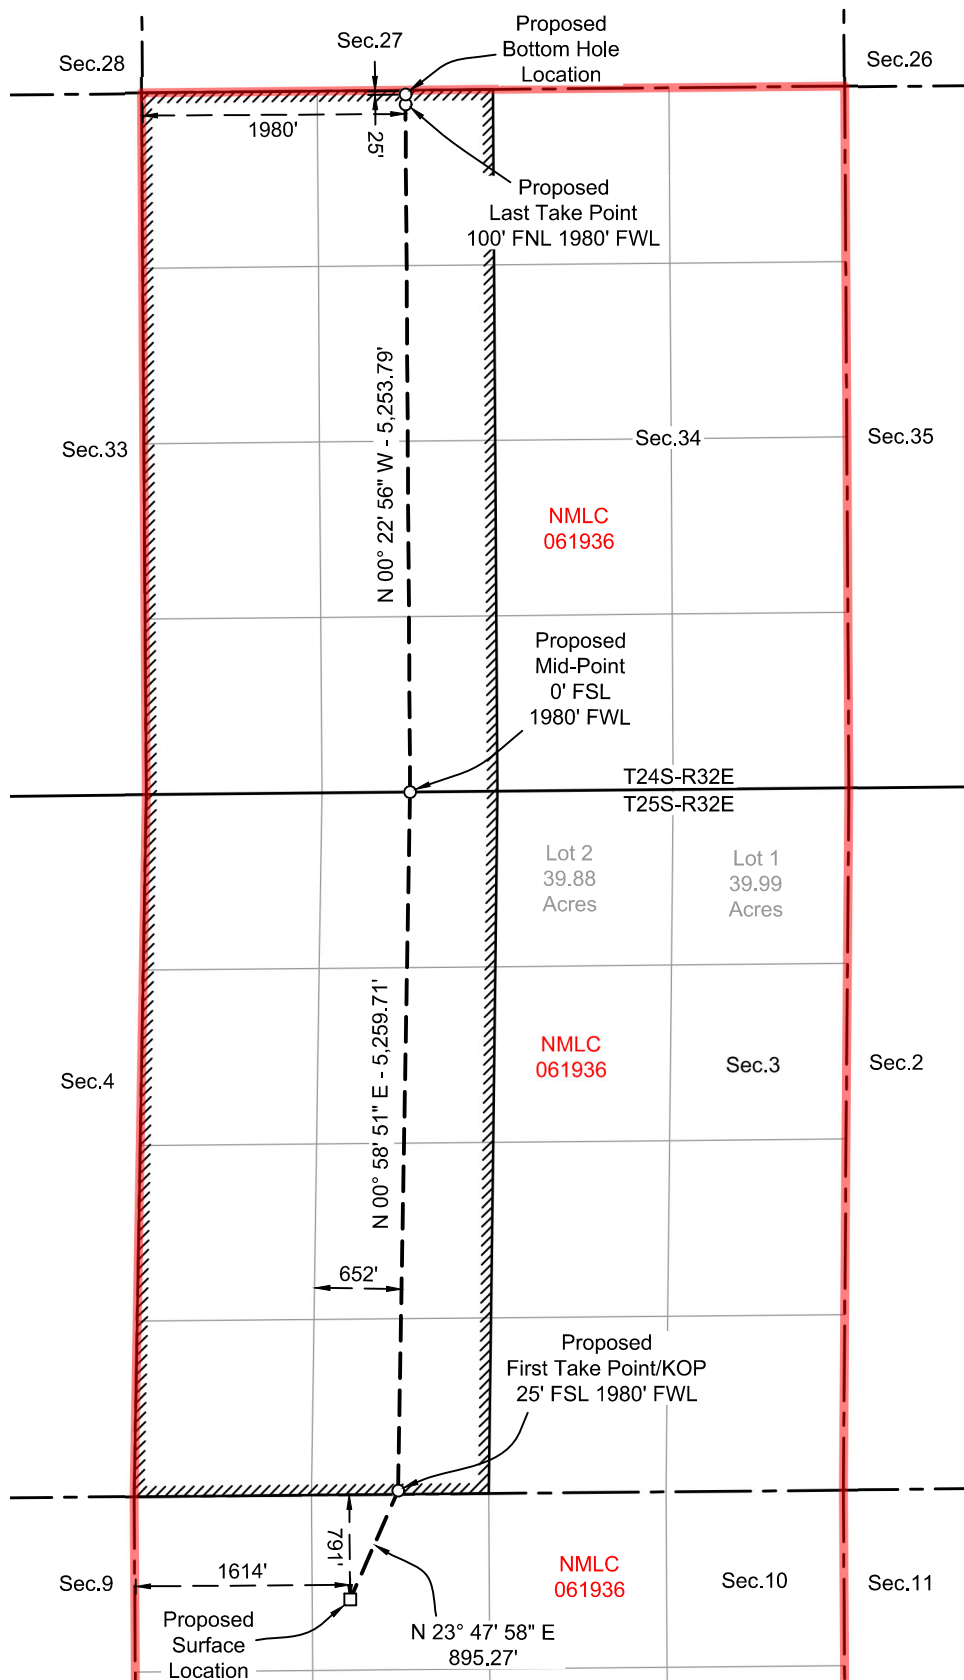 Sec.28
Sec.27
Proposed
Bottom Hole
Location
Sec.26
1980'
25'
Proposed
Last Take Point
100' FNL 1980' FWL
N 00° 22' 56" W - 5,253.79'
Sec.33
Sec.34
Sec.35
NMLC
061936
Proposed
Mid-Point
0' FSL
1980' FWL
T24S-R32E
T25S-R32E
Lot 2
39.88
Acres
Lot 1
39.99
Acres
N 00° 58' 51" E - 5,259.71'
Sec.4
NMLC
061936
Sec.3
Sec.2
652'
Proposed
First Take Point/KOP
25' FSL 1980' FWL
791'
1614'
Sec.9
NMLC
061936
Sec.10
Sec.11
Proposed
Surface
Location
N 23° 47' 58" E
895.27'